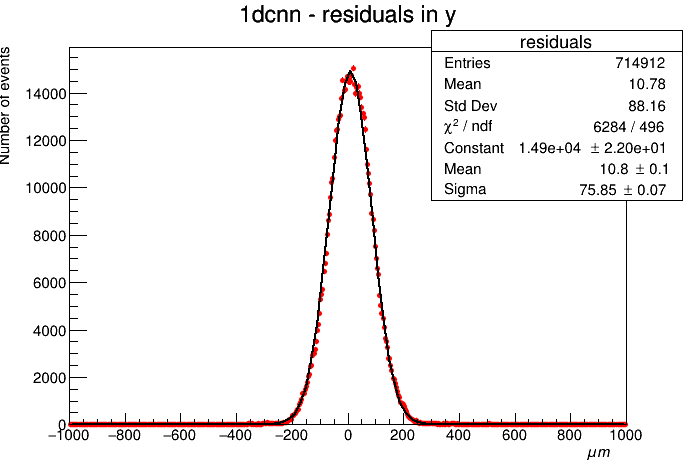 1dcnn - residuals in y
residuals
Entries 714912
Mean 10.78
Std Dev 88.16
χ² / ndf 6284 / 496
Constant 1.49e+04 ± 2.20e+01
Mean 10.8 ± 0.1
Sigma 75.85 ± 0.07
Number of events
14000
12000
10000
8000
6000
4000
2000
0
−1000 −800 −600 −400 −200 0 200 400 600 800 1000
μm